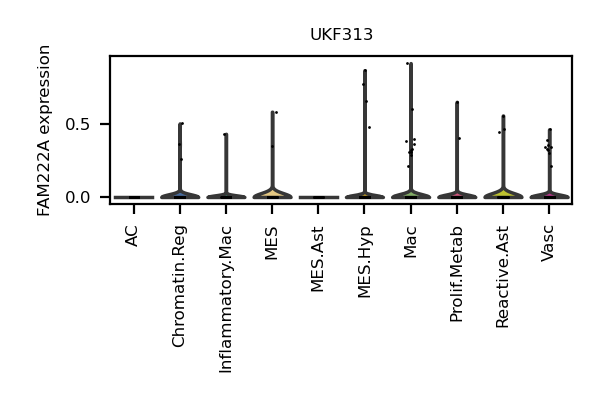 UKF313
FAM222A expression
0.5
0.0
AC
Chromatin.Reg
Inflammatory.Mac
MES
MES.Ast
MES.Hyp
Mac
Prolif.Metab
Reactive.Ast
Vasc